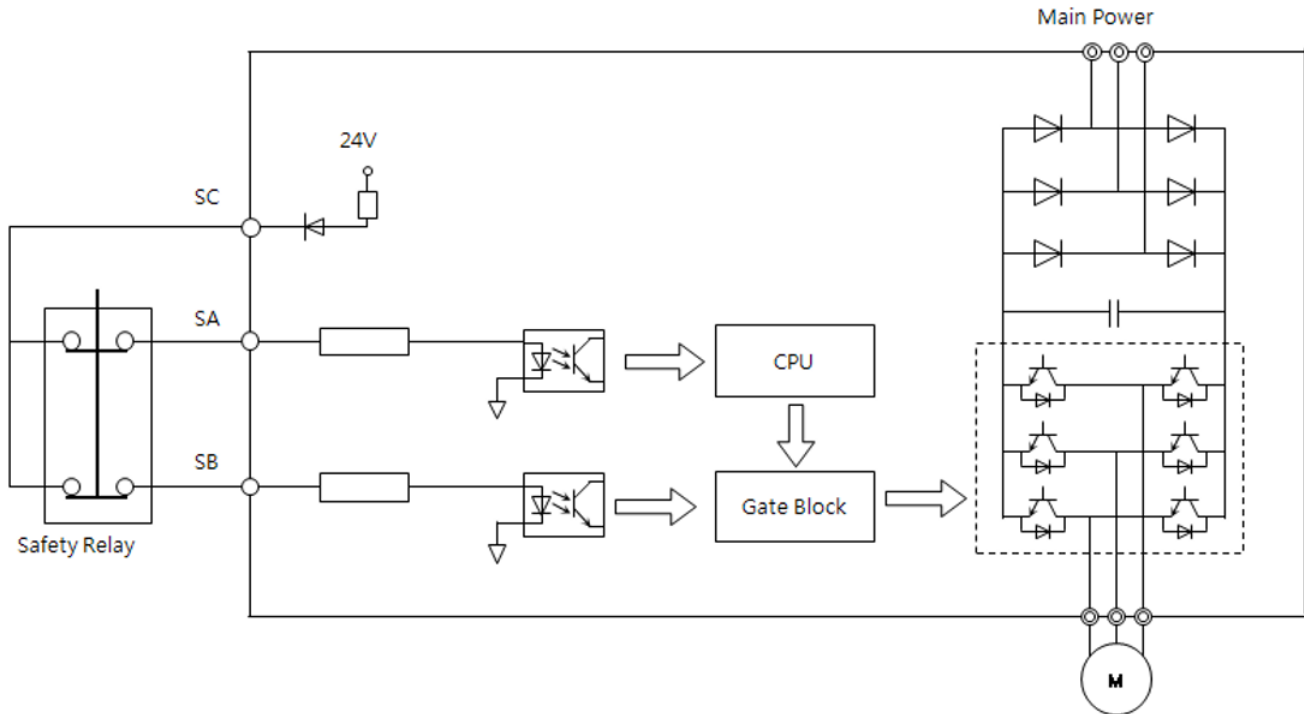 Main Power
24V
SC
SA
CPU
SB
Gate Block
Safety Relay
M